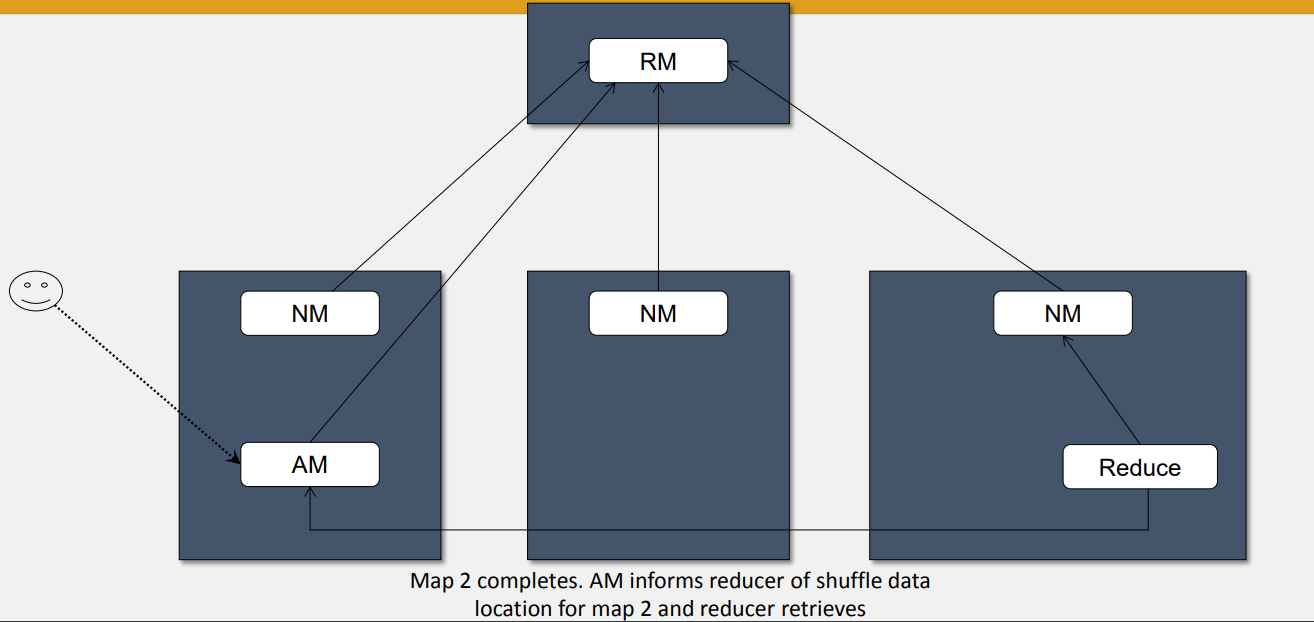 RM
NM
NM
NM
AM
Reduce
Map 2 completes. AM informs reducer of shuffle data
location for map 2 and reducer retrieves